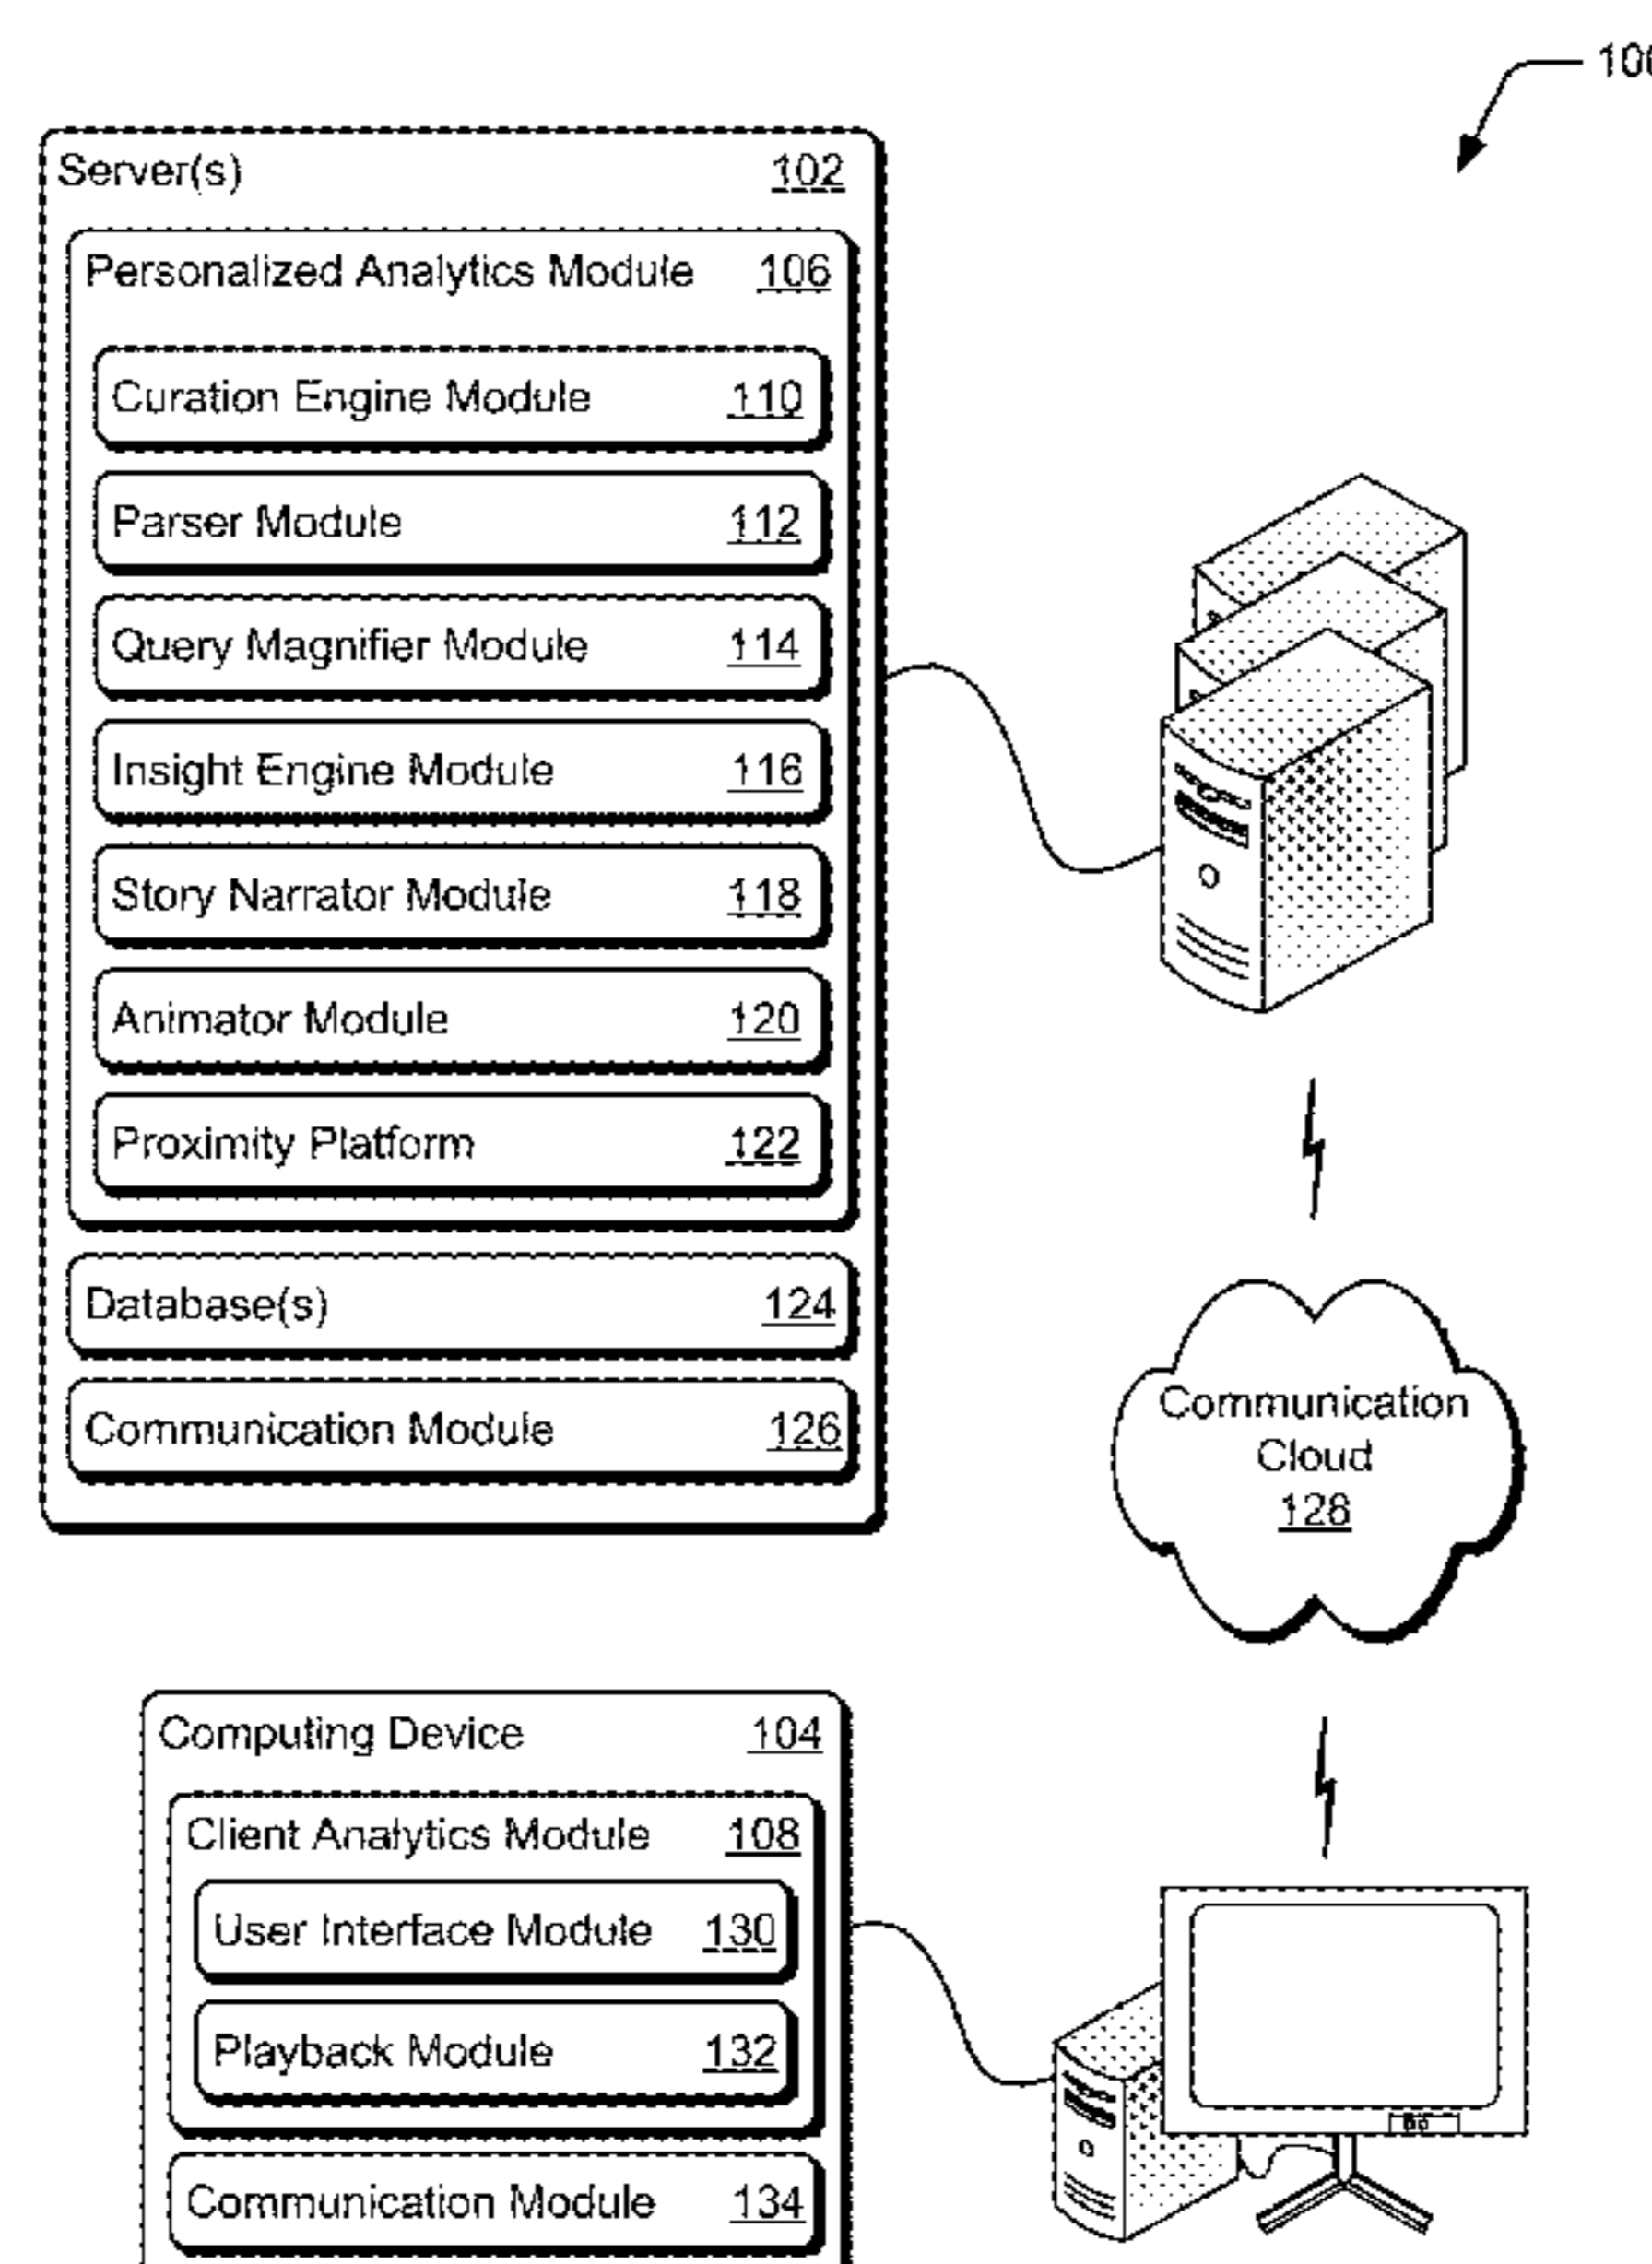 Server(s) 102
Personalized Analytics Module 106
Curation Engine Module 110
Parser Module 112
Query Magnifier Module 114
Insight Engine Module 116
Story Narrator Module 118
Animator Module 120
Proximity Platform 122
Database(s) 124
Communication Module 126
Communication
Cloud
128
Computing Device 104
Client Analytics Module 108
User Interface Module 130
Playback Module 132
Communication Module 134